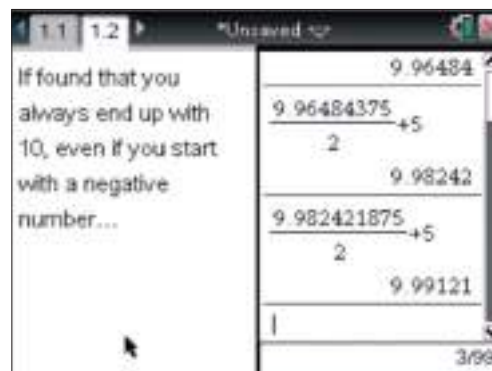 1.1 1.2 *Unsaved
If found that you
always end up with
10, even if you start
with a negative
number...
9.96484
9.96484375
2
+5
9.98242
9.982421875
2
+5
9.99121
3/99